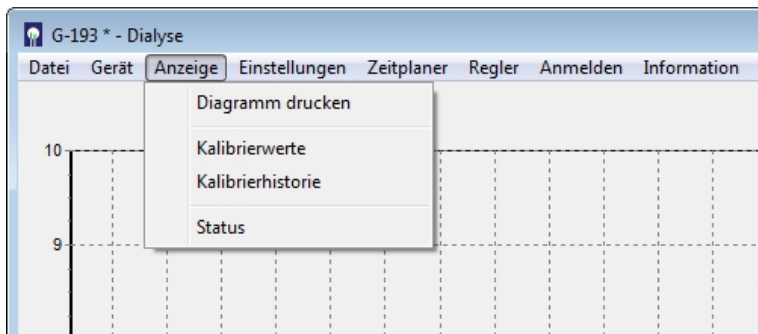 G-193 * - Dialyse
Datei Gerät Anzeige Einstellungen Zeitplaner Regler Anmelden Information
Diagramm drucken
10
Kalibrierwerte
Kalibrierhistorie
Status
9